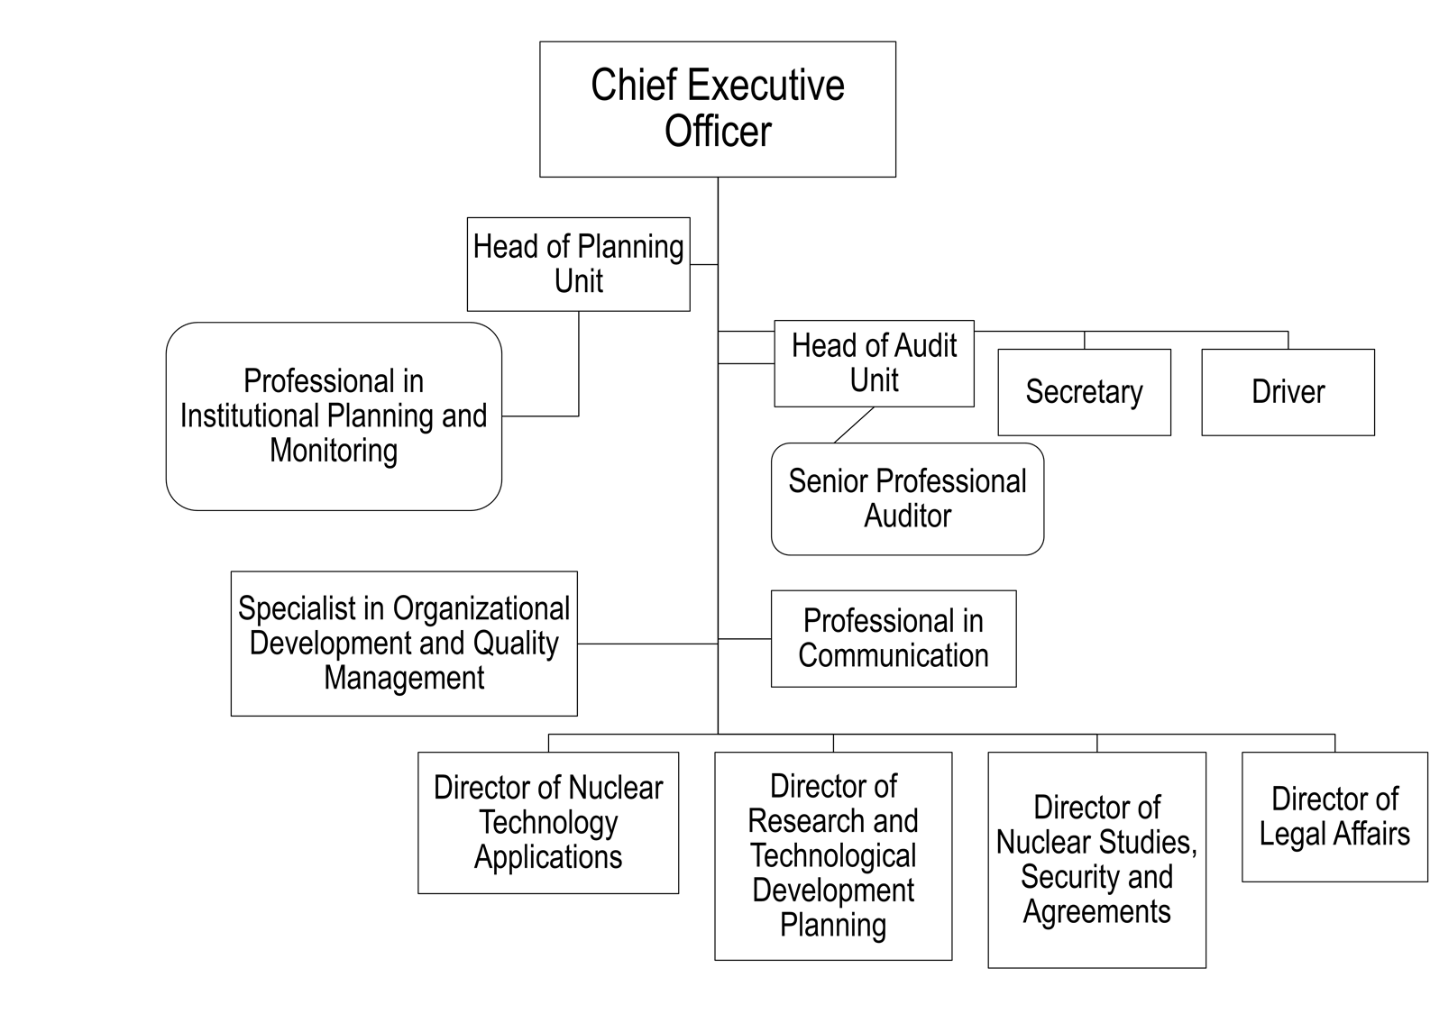 Chief Executive
Officer
Head of Planning
Unit
Professional in
Institutional Planning and
Monitoring
Head of Audit
Unit
Secretary
Driver
Senior Professional
Auditor
Specialist in Organizational
Development and Quality
Management
Professional in
Communication
Director of Nuclear
Technology
Applications
Director of
Research and
Technological
Development
Planning
Director of
Nuclear Studies,
Security and
Agreements
Director of
Legal Affairs